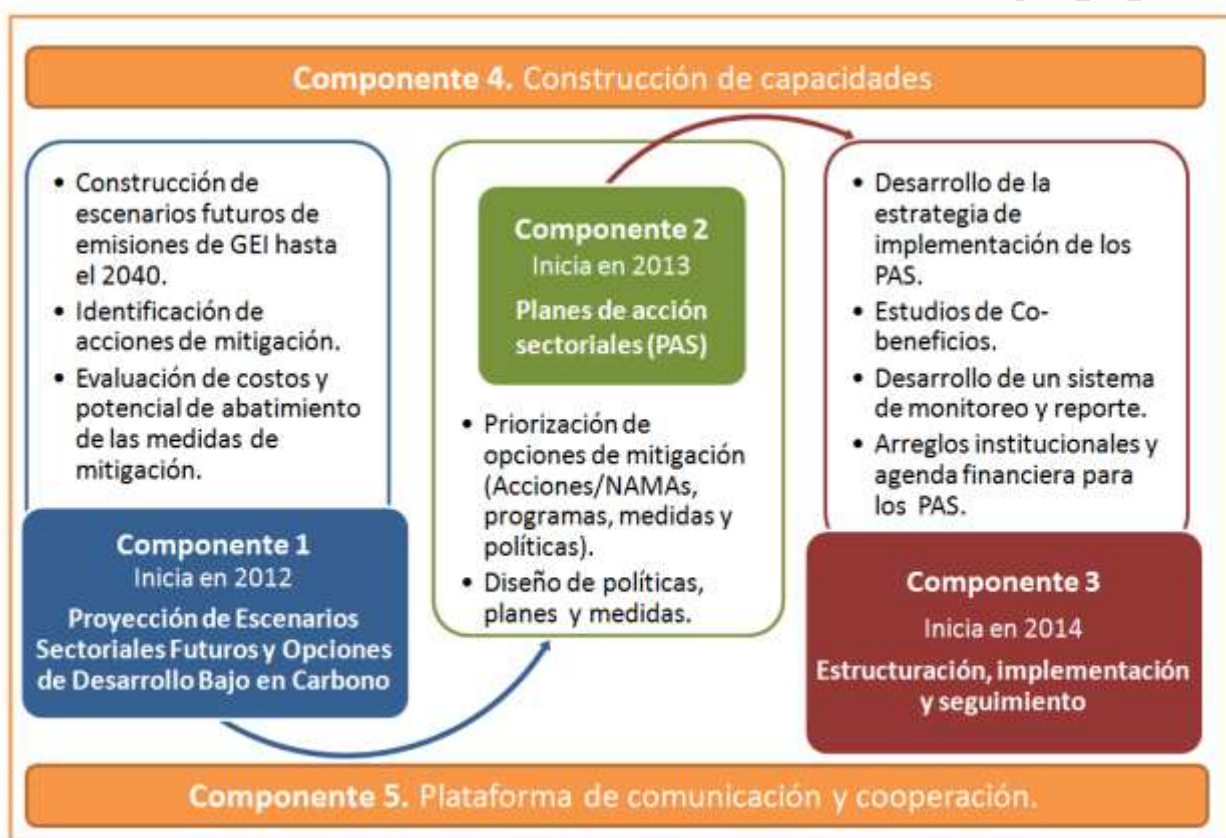 Componente 4. Construcción de capacidades
• Construcción de
escenarios futuros de
emisiones de GEI hasta
el 2040.
• Identificación de
acciones de mitigación.
• Evaluación de costos y
potencial de abatimiento
de las medidas de
mitigación.
Componente 1
Inicia en 2012
Proyección de Escenarios
Sectoriales Futuros y Opciones
de Desarrollo Bajo en Carbono
Componente 2
Inicia en 2013
Planes de acción
sectoriales (PAS)
• Priorización de
opciones de mitigación
(Acciones/NAMAs,
programas, medidas y
políticas).
• Diseño de políticas,
planes y medidas.
• Desarrollo de la
estrategia de
implementación de los
PAS.
• Estudios de Co-
beneficios.
• Desarrollo de un sistema
de monitoreo y reporte.
• Arreglos institucionales y
agenda financiera para
los PAS.
Componente 3
Inicia en 2014
Estructuración, implementación
y seguimiento
Componente 5. Plataforma de comunicación y cooperación.